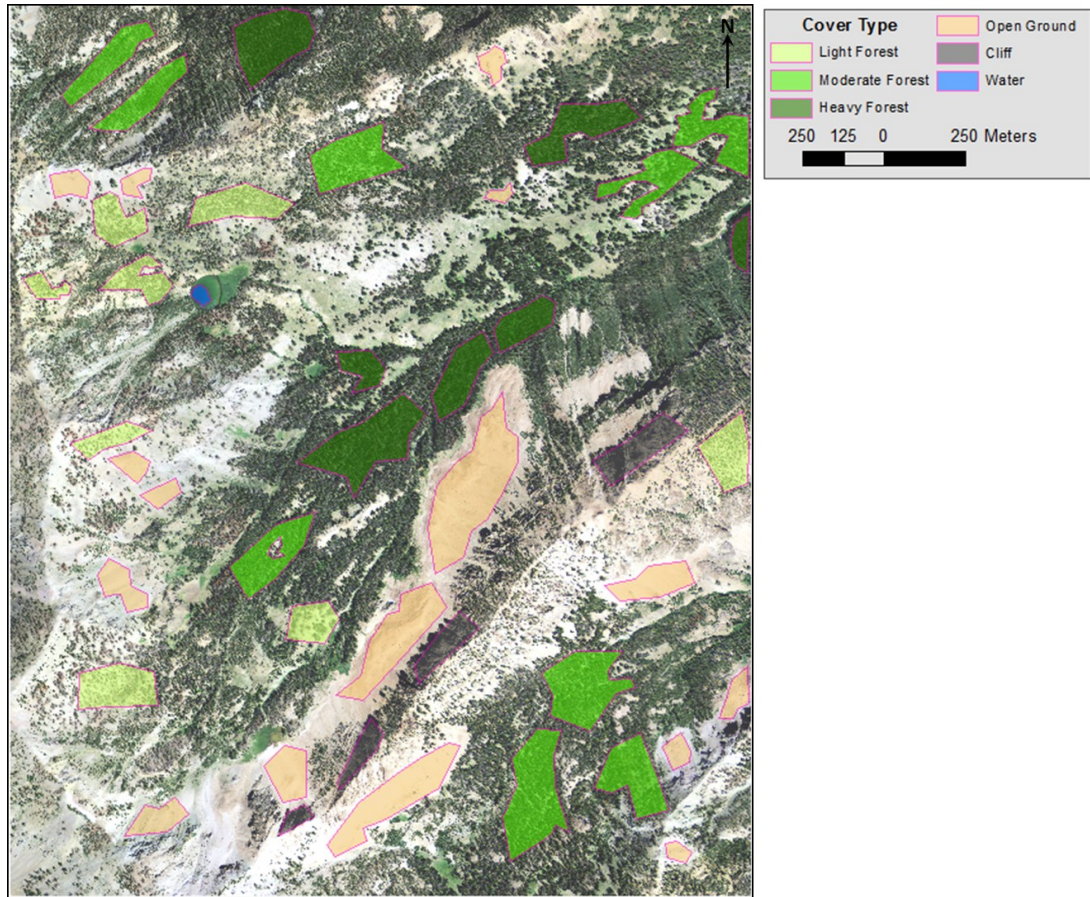 N
Cover Type
Light Forest
Moderate Forest
Heavy Forest
Open Ground
Cliff
Water
250 125 0 250 Meters